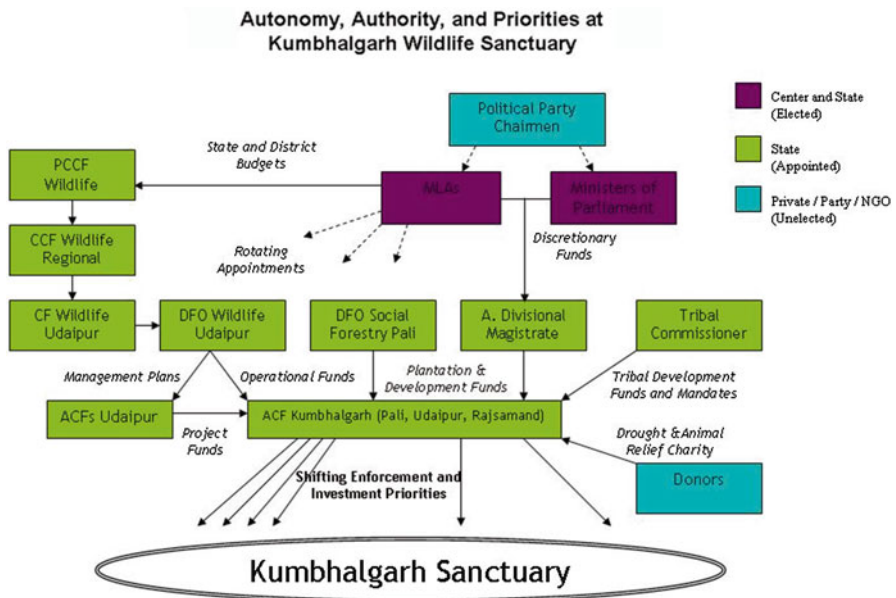 Autonomy, Authority, and Priorities at
Kumbhalgarh Wildlife Sanctuary
Political Party
Chairmen
Center and State
(Elected)
State
(Appointed)
Private / Party / NGO
(Unelected)
State and District
Budgets
PCCF
Wildlife
MLAs
Ministers of
Parliament
CCF Wildlife
Regional
Rotating
Appointments
Discretionary
Funds
CF Wildlife
Udaipur
DFO Wildlife
Udaipur
DFO Social
Forestry Pali
A. Divisional
Magistrate
Tribal
Commissioner
Management Plans
Operational Funds
Plantation &
Development Funds
Tribal Development
Funds and Mandates
ACFs Udaipur
Project
Funds
ACF Kumbhalgarh (Pali, Udaipur, Rajsamand)
Drought &Animal
Relief Charity
Donors
Shifting Enforcement and
Investment Priorities
Kumbhalgarh Sanctuary